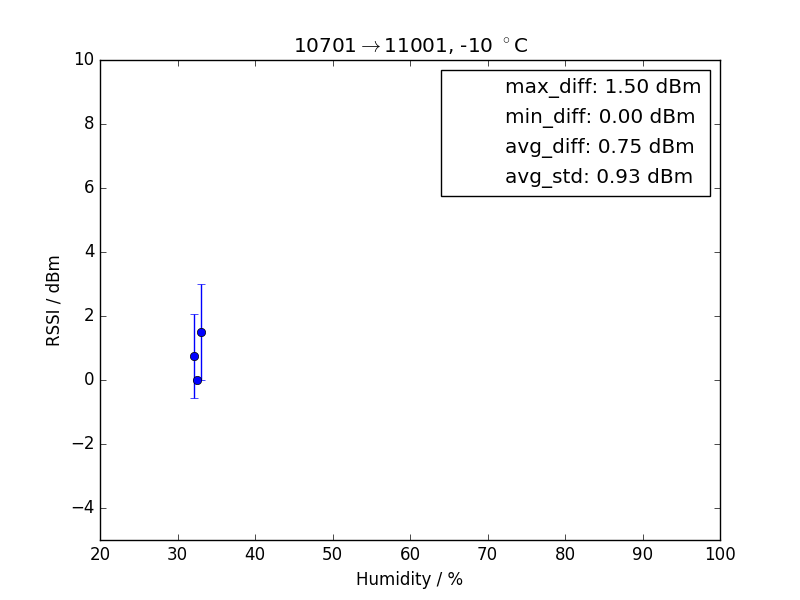 10701→11001, -10 °C
max_diff: 1.50 dBm
min_diff: 0.00 dBm
avg_diff: 0.75 dBm
avg_std: 0.93 dBm
10
8
6
4
2
0
−2
−4
RSSI / dBm
20 30 40 50 60 70 80 90 100
Humidity / %